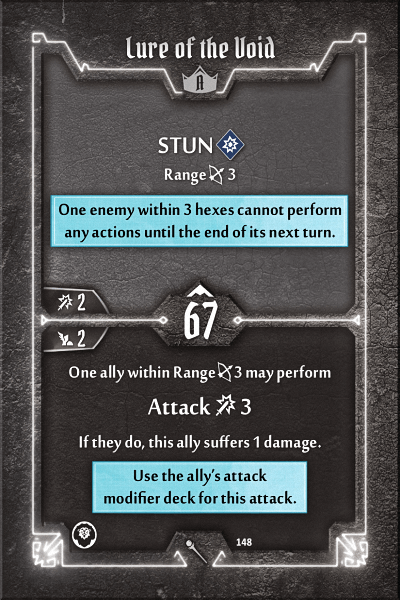 Lure of the Void
A
STUN
Range 3
One enemy within 3 hexes cannot perform
any actions until the end of its next turn.
2
67
2
One ally within Range 3 may perform
Attack 3
If they do, this ally suffers 1 damage.
Use the ally's attack
modifier deck for this attack.
148